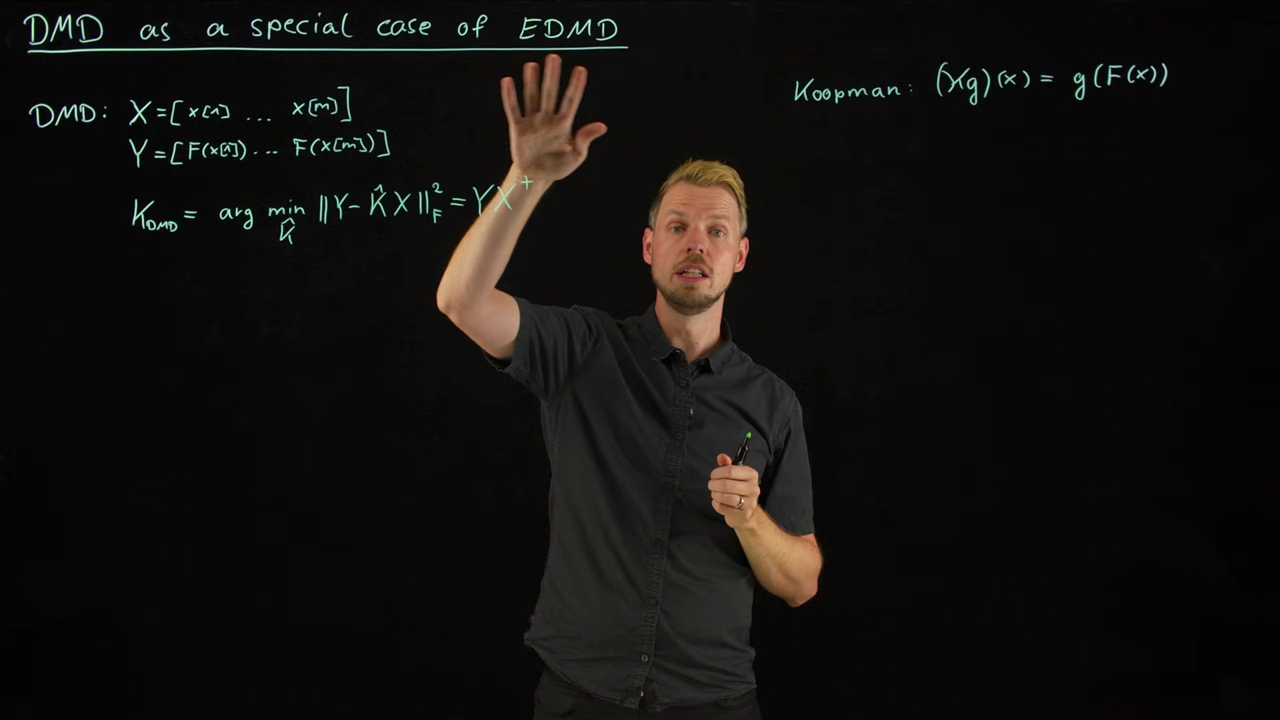 DMD as a special case of EDMD
Koopman: (𝒦g)(x) = g(F(x))
DMD: X = [x[1] ... x[m]]
Y = [F(x[1]) ... F(x[m])]
K_DMD = arg min_K̂ ‖Y - K̂X‖²_F = YX⁺